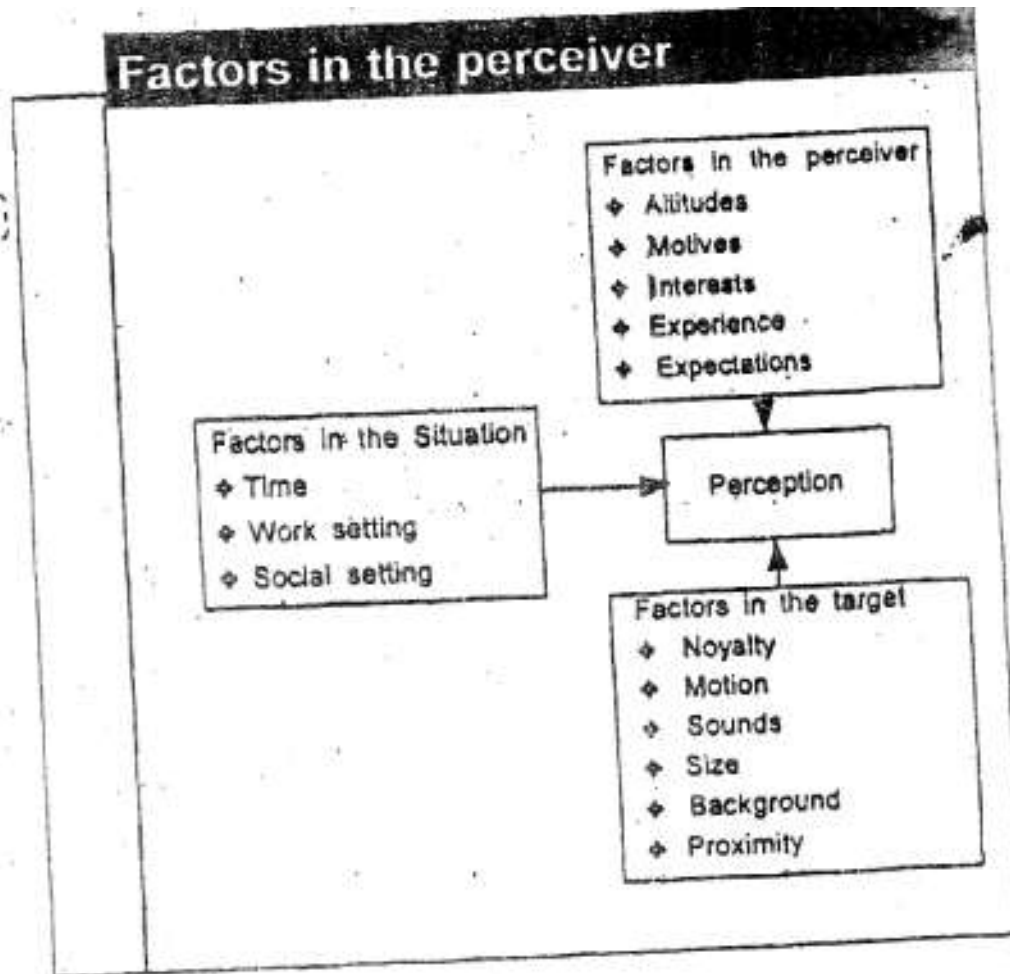 Factors in the perceiver
Factors in the perceiver
❖ Attitudes
❖ Motives
❖ Interests
❖ Experience
❖ Expectations
Factors in the Situation
❖ Time
❖ Work setting
❖ Social setting
Perception
Factors in the target
❖ Noyalty
❖ Motion
❖ Sounds
❖ Size
❖ Background
❖ Proximity